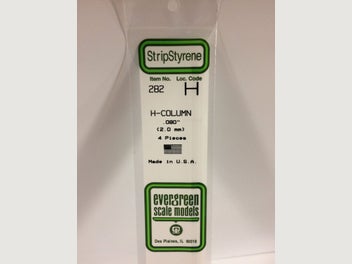 StripStyrene
Item No. Loc. Code
282 H
H-COLUMN
.080"
(2.0 mm)
4 Pieces
Made in U.S.A.
evergreen
scale models
Des Plaines, IL 60018